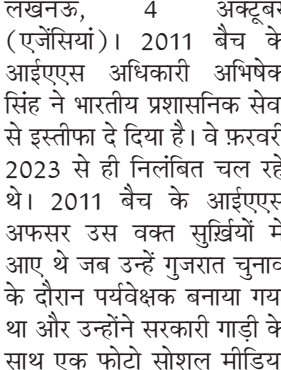 लखनऊ, 4 अक्टूबर
(एजेंसियां)। 2011 बैच के
आईएएस अधिकारी अभिषेक
सिंह ने भारतीय प्रशासनिक सेव
से इस्तीफा दे दिया है। वे फ़रवरी
2023 से ही निलंबित चल रहे
थे। 2011 बैच के आईएएस
अफसर उस वक्त सुर्ख़ियों में
आए थे जब उन्हें गुजरात चुनाव
के दौरान पर्यवेक्षक बनाया गय
था और उन्होंने सरकारी गाड़ी के
साथ एक फोटो सोशल मीडिय